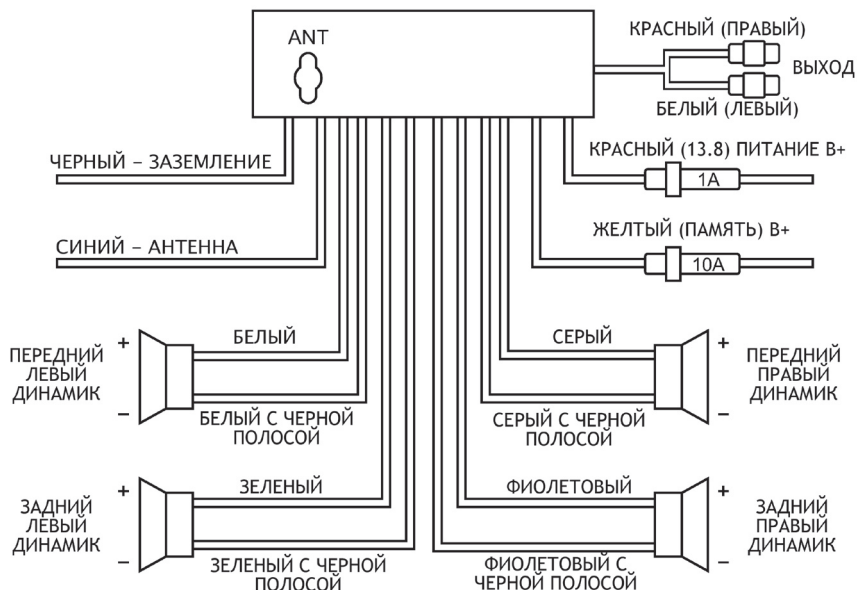 ANT
КРАСНЫЙ (ПРАВЫЙ)
ВЫХОД
БЕЛЫЙ (ЛЕВЫЙ)
ЧЕРНЫЙ – ЗАЗЕМЛЕНИЕ
КРАСНЫЙ (13.8) ПИТАНИЕ В+
1А
СИНИЙ – АНТЕННА
ЖЕЛТЫЙ (ПАМЯТЬ) В+
10А
+
ПЕРЕДНИЙ
ЛЕВЫЙ
ДИНАМИК
–
БЕЛЫЙ
БЕЛЫЙ С ЧЕРНОЙ
ПОЛОСОЙ
СЕРЫЙ
СЕРЫЙ С ЧЕРНОЙ
ПОЛОСОЙ
+
ПЕРЕДНИЙ
ПРАВЫЙ
ДИНАМИК
–
+
ЗАДНИЙ
ЛЕВЫЙ
ДИНАМИК
–
ЗЕЛЕНЫЙ
ЗЕЛЕНЫЙ С ЧЕРНОЙ
ПОЛОСОЙ
ФИОЛЕТОВЫЙ
ФИОЛЕТОВЫЙ С
ЧЕРНОЙ ПОЛОСОЙ
+
ЗАДНИЙ
ПРАВЫЙ
ДИНАМИК
–